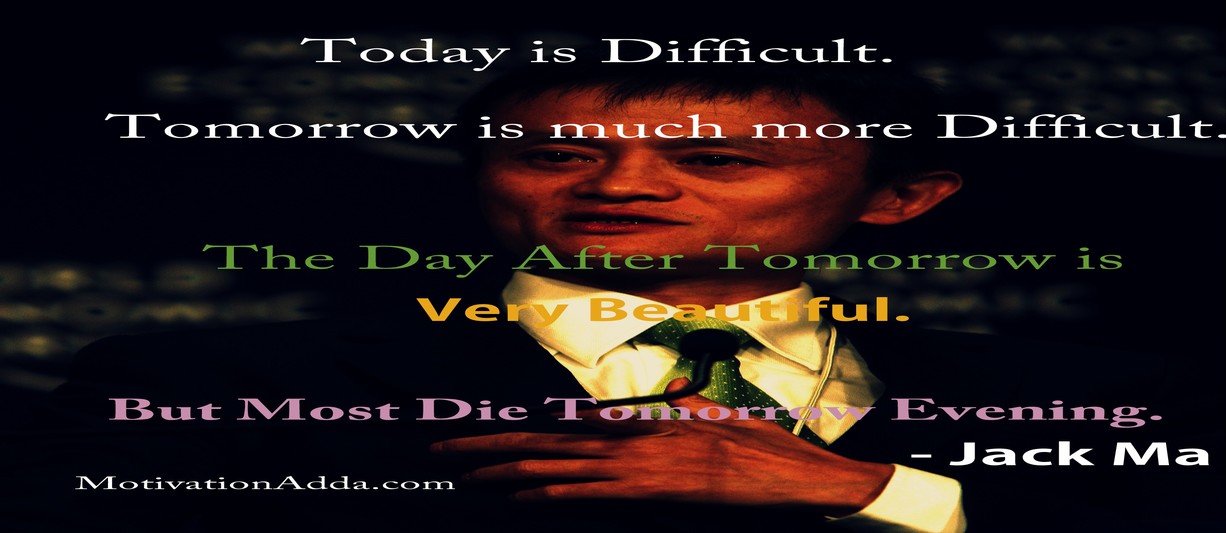 Today is Difficult.
Tomorrow is much more Difficult.
The Day After Tomorrow is
Very Beautiful.
But Most Die Tomorrow Evening.
– Jack Ma
MotivationAdda.com